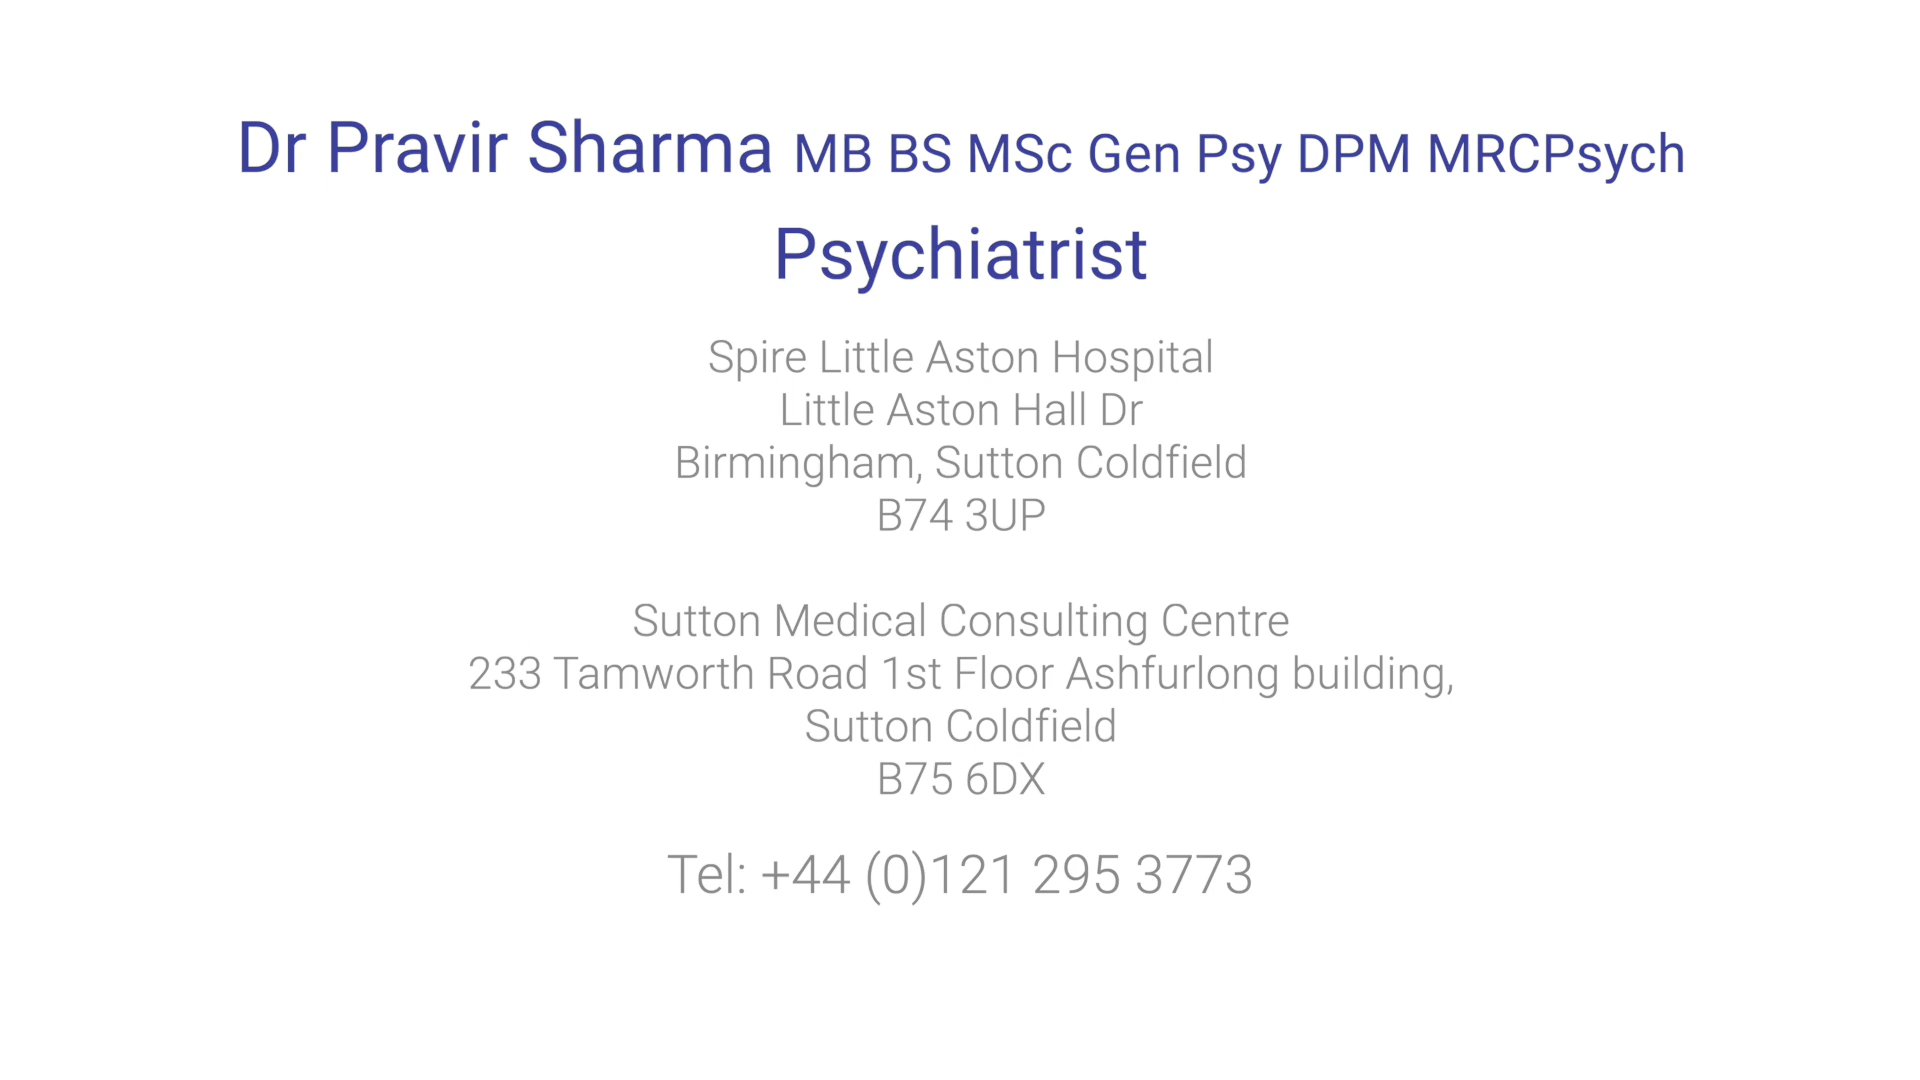 Dr Pravir Sharma MB BS MSc Gen Psy DPM MRCPsych
Psychiatrist
Spire Little Aston Hospital
Little Aston Hall Dr
Birmingham, Sutton Coldfield
B74 3UP
Sutton Medical Consulting Centre
233 Tamworth Road 1st Floor Ashfurlong building,
Sutton Coldfield
B75 6DX
Tel: +44 (0)121 295 3773